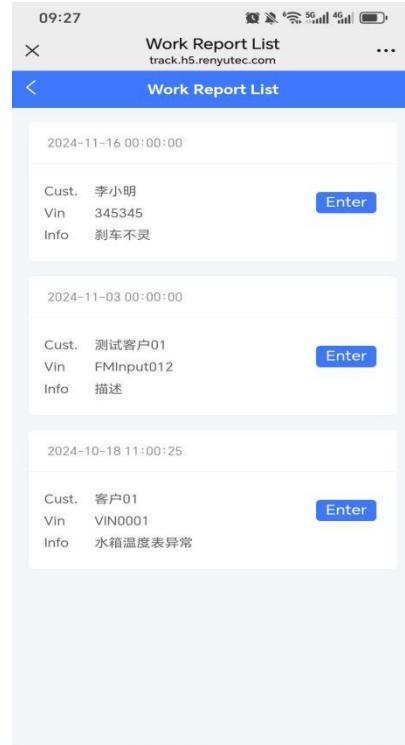 09:27
5G 4G
Work Report List
track.h5.renyutec.com
Work Report List
2024-11-16 00:00:00
Cust. 李小明
Enter
Vin 345345
Info 刹车不灵
2024-11-03 00:00:00
Cust. 测试客户01
Enter
Vin FMInput012
Info 描述
2024-10-18 11:00:25
Cust. 客户01
Enter
Vin VIN0001
Info 水箱温度表异常